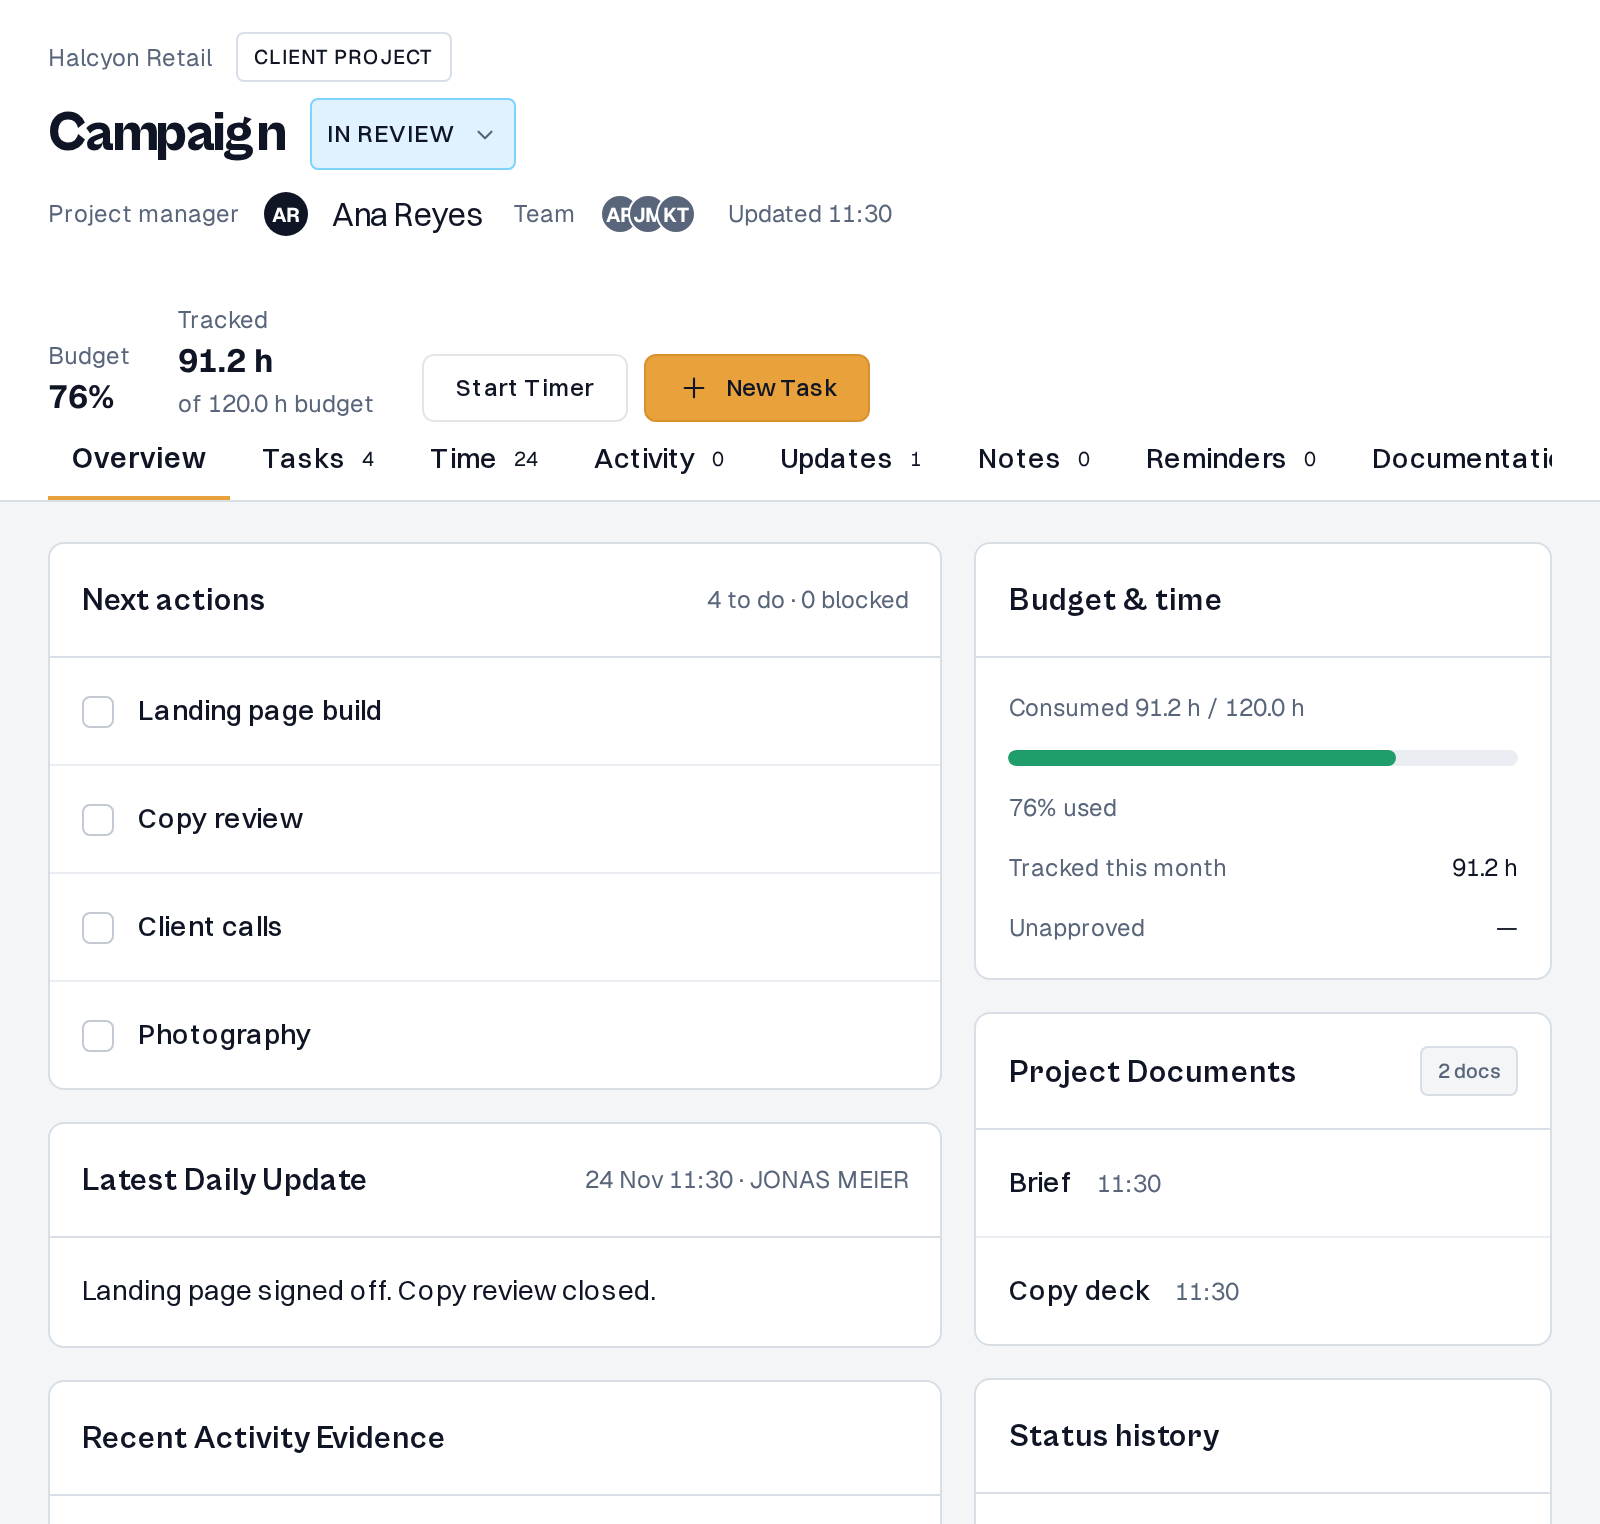 Halcyon Retail CLIENT PROJECT
Campaign IN REVIEW
Project manager AR Ana Reyes Team AR JM KT Updated 11:30
Tracked
Budget 91.2 h
76% of 120.0 h budget
Start Timer + New Task
Overview Tasks 4 Time 24 Activity 0 Updates 1 Notes 0 Reminders 0 Documentatio
Next actions 4 to do · 0 blocked
Landing page build
Copy review
Client calls
Photography
Latest Daily Update 24 Nov 11:30 · JONAS MEIER
Landing page signed off. Copy review closed.
Recent Activity Evidence
Budget & time
Consumed 91.2 h / 120.0 h
76% used
Tracked this month 91.2 h
Unapproved —
Project Documents 2 docs
Brief 11:30
Copy deck 11:30
Status history